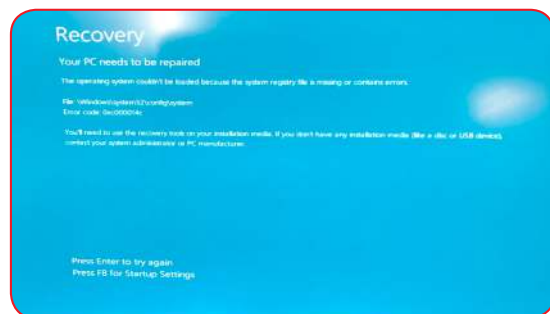 Recovery
Your PC needs to be repaired
The operating system couldn't be loaded because the system registry file is missing or contains errors.
File: \Windows\system32\config\system
Error code: 0xc000014c
You'll need to use the recovery tools on your installation media. If you don't have any installation media (like a disc or USB device),
contact your system administrator or PC manufacturer.
Press Enter to try again
Press F8 for Startup Settings